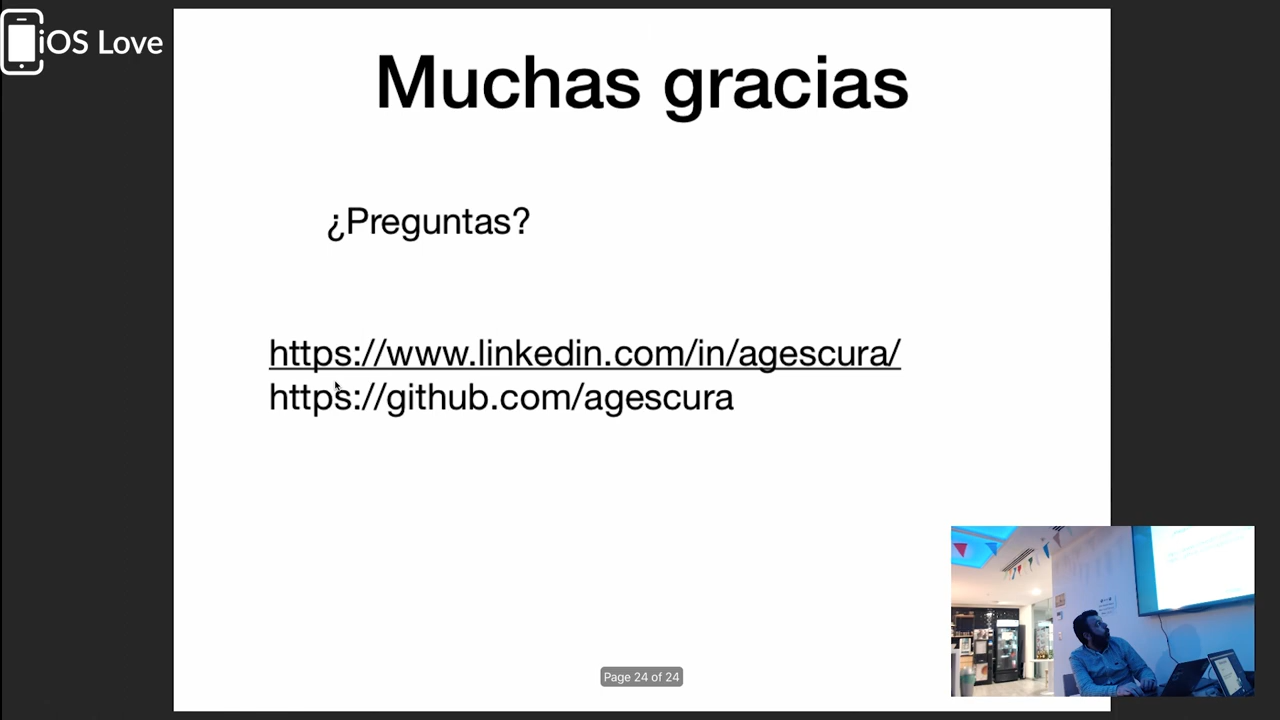 iOS Love
Muchas gracias
¿Preguntas?
https://www.linkedin.com/in/agescura/
https://github.com/agescura
Page 24 of 24